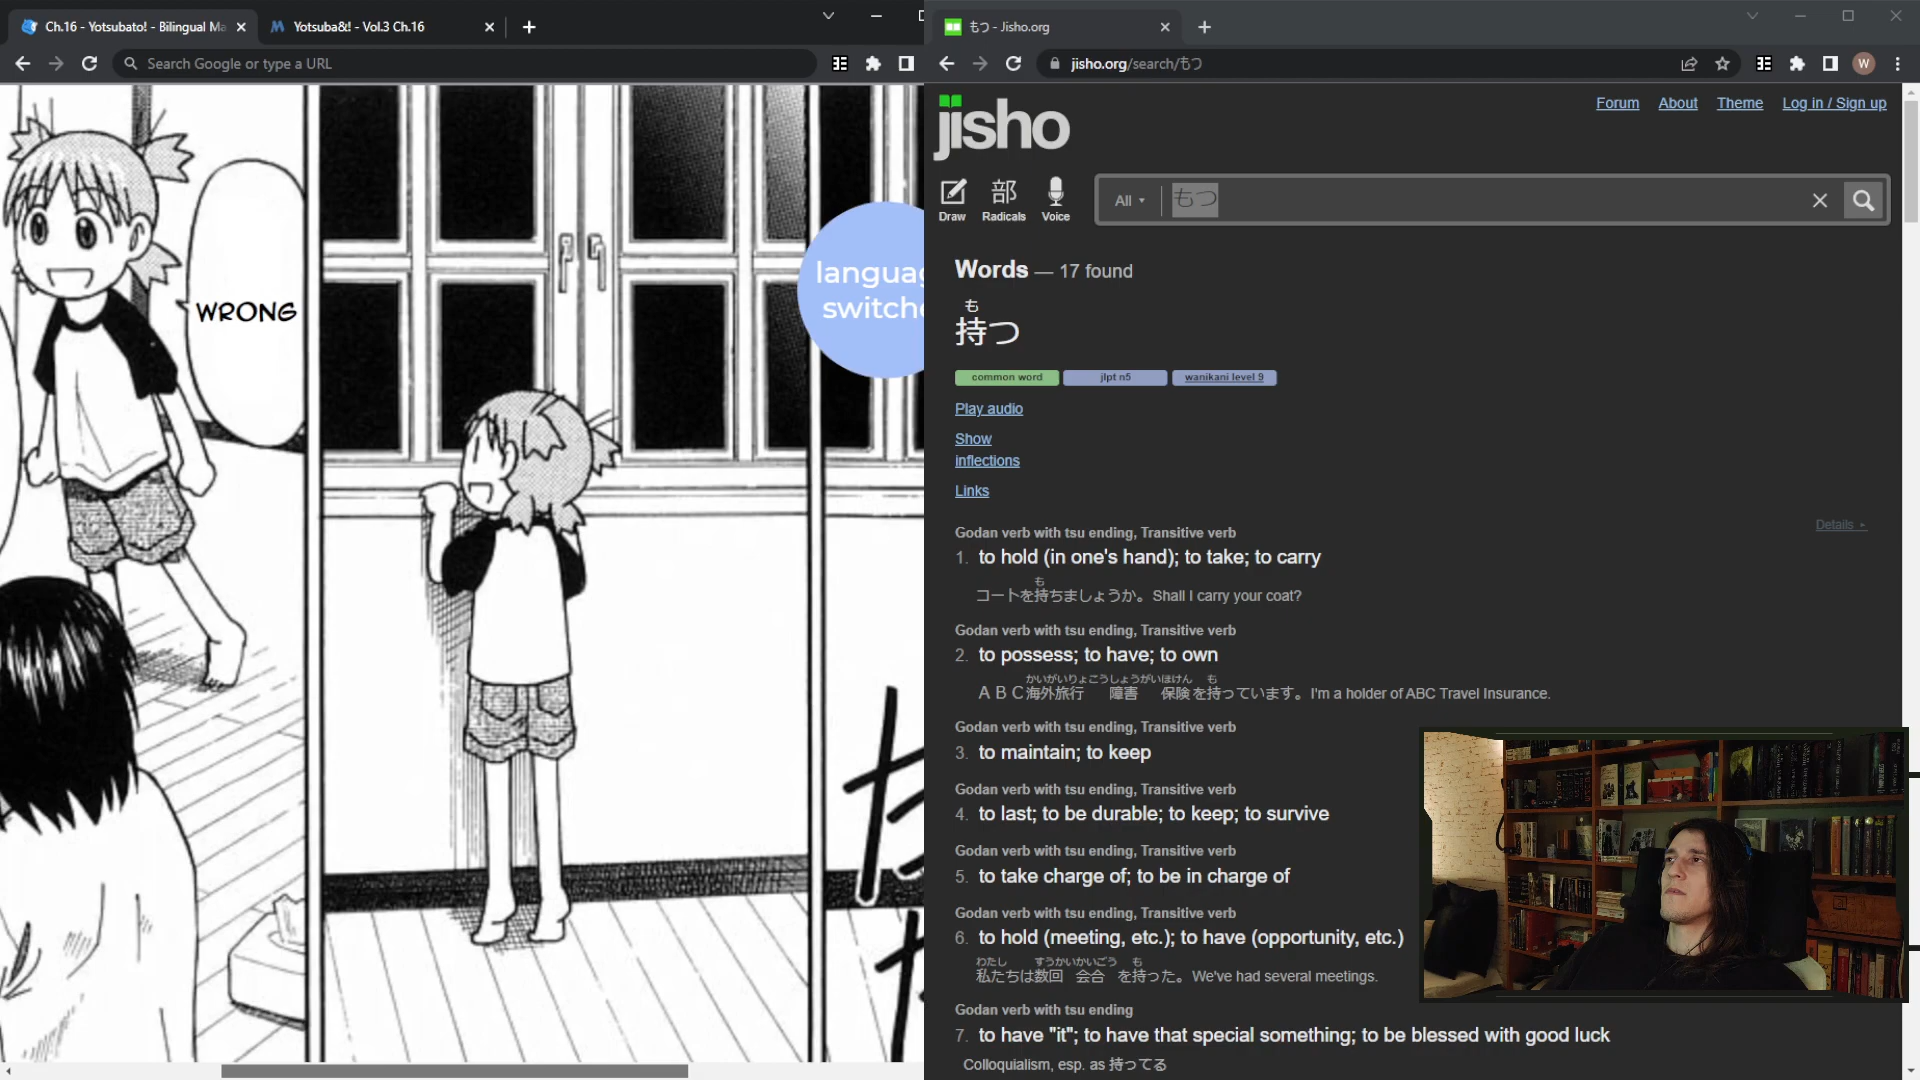 Ch.16 - Yotsubato! - Bilingual Ma
Yotsuba&! - Vol.3 Ch.16
Search Google or type a URL
WRONG
languag
switche
もつ - Jisho.org
jisho.org/search/もつ
W
jisho
Forum
About
Theme
Log in / Sign up
Draw
部
Radicals
Voice
All
もつ
Words — 17 found
も
持つ
common word
jlpt n5
wanikani level 9
Play audio
Show
inflections
Links
Details
Godan verb with tsu ending, Transitive verb
1. to hold (in one's hand); to take; to carry
も
コートを持ちましょうか。Shall I carry your coat?
Godan verb with tsu ending, Transitive verb
2. to possess; to have; to own
かいがいりょこうしょうがいほけん も
ＡＢＣ海外旅行 障害 保険を持っています。I'm a holder of ABC Travel Insurance.
Godan verb with tsu ending, Transitive verb
3. to maintain; to keep
Godan verb with tsu ending, Transitive verb
4. to last; to be durable; to keep; to survive
Godan verb with tsu ending, Transitive verb
5. to take charge of; to be in charge of
Godan verb with tsu ending, Transitive verb
6. to hold (meeting, etc.); to have (opportunity, etc.)
わたし すうかいかいごう も
私たちは数回 会合 を持った。We've had several meetings.
Godan verb with tsu ending
7. to have "it"; to have that special something; to be blessed with good luck
Colloquialism, esp. as 持ってる